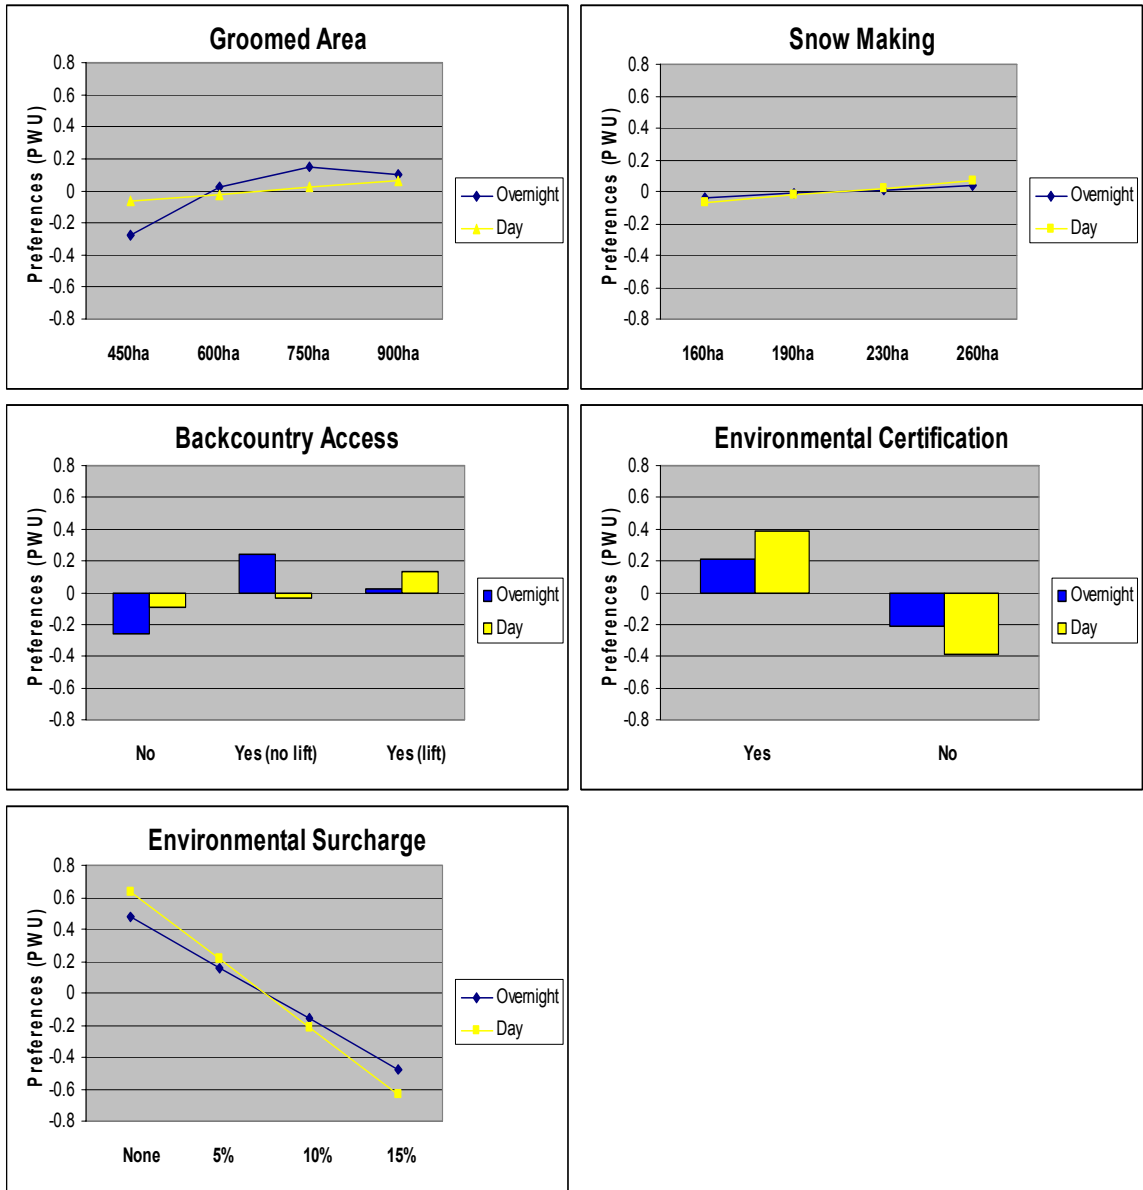 Groomed Area
Preferences (PWU)
0.8
0.6
0.4
0.2
0
-0.2
-0.4
-0.6
-0.8
450ha 600ha 750ha 900ha
Overnight
Day
Snow Making
Preferences (PWU)
0.8
0.6
0.4
0.2
0
-0.2
-0.4
-0.6
-0.8
160ha 190ha 230ha 260ha
Overnight
Day
Backcountry Access
Preferences (PWU)
0.8
0.6
0.4
0.2
0
-0.2
-0.4
-0.6
-0.8
No Yes (no lift) Yes (lift)
Overnight
Day
Environmental Certification
Preferences (PWU)
0.8
0.6
0.4
0.2
0
-0.2
-0.4
-0.6
-0.8
Yes No
Overnight
Day
Environmental Surcharge
Preferences (PWU)
0.8
0.6
0.4
0.2
0
-0.2
-0.4
-0.6
-0.8
None 5% 10% 15%
Overnight
Day